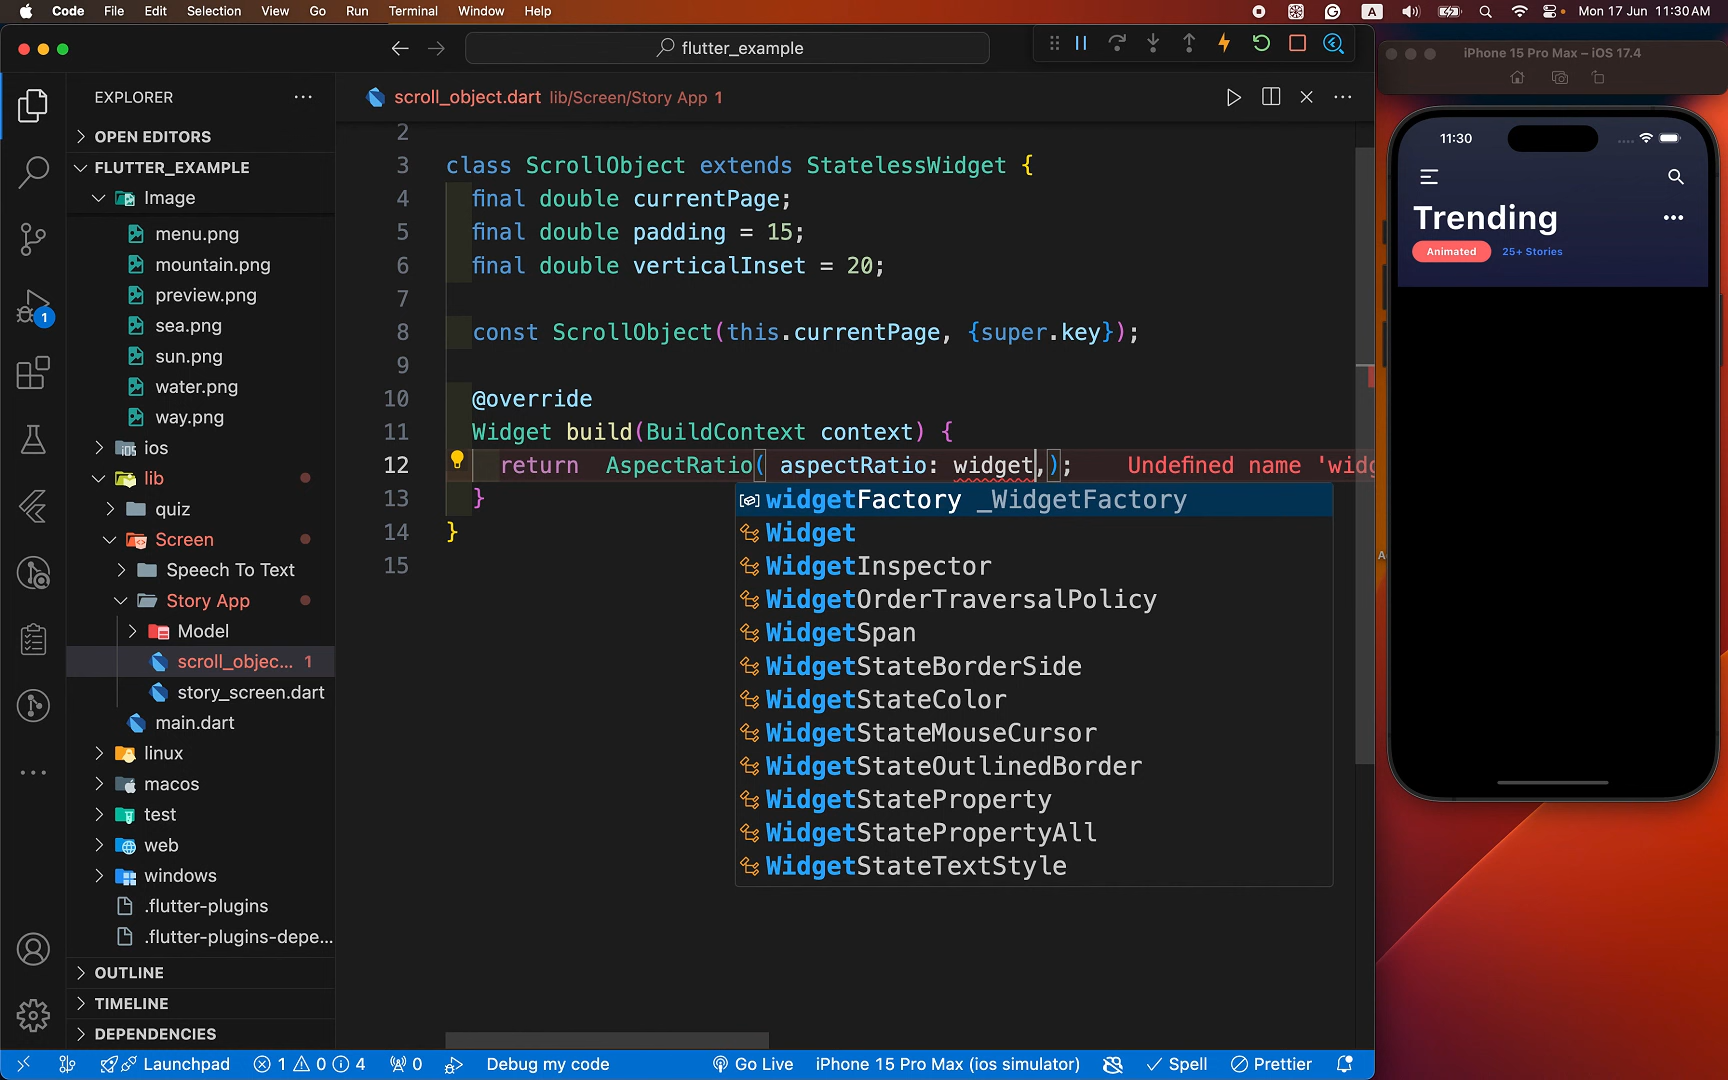 Code File Edit Selection View Go Run Terminal Window Help
A
Mon 17 Jun 11:30 AM
flutter_example
EXPLORER
OPEN EDITORS
FLUTTER_EXAMPLE
Image
menu.png
mountain.png
preview.png
sea.png
sun.png
water.png
way.png
ios
lib
quiz
Screen
Speech To Text
Story App
Model
scroll_objec... 1
story_screen.dart
main.dart
linux
macos
test
web
windows
.flutter-plugins
.flutter-plugins-depe...
OUTLINE
TIMELINE
DEPENDENCIES
1
scroll_object.dart lib/Screen/Story App 1
2
3 class ScrollObject extends StatelessWidget {
4 final double currentPage;
5 final double padding = 15;
6 final double verticalInset = 20;
7
8 const ScrollObject(this.currentPage, {super.key});
9
10 @override
11 Widget build(BuildContext context) {
12 return AspectRatio( aspectRatio: widget,); Undefined name 'widg
13 }
14 }
15
widgetFactory _WidgetFactory
Widget
WidgetInspector
WidgetOrderTraversalPolicy
WidgetSpan
WidgetStateBorderSide
WidgetStateColor
WidgetStateMouseCursor
WidgetStateOutlinedBorder
WidgetStateProperty
WidgetStatePropertyAll
WidgetStateTextStyle
Launchpad 1 0 4 0 Debug my code Go Live iPhone 15 Pro Max (ios simulator) Spell Prettier
iPhone 15 Pro Max – iOS 17.4
11:30
Trending
Animated 25+ Stories